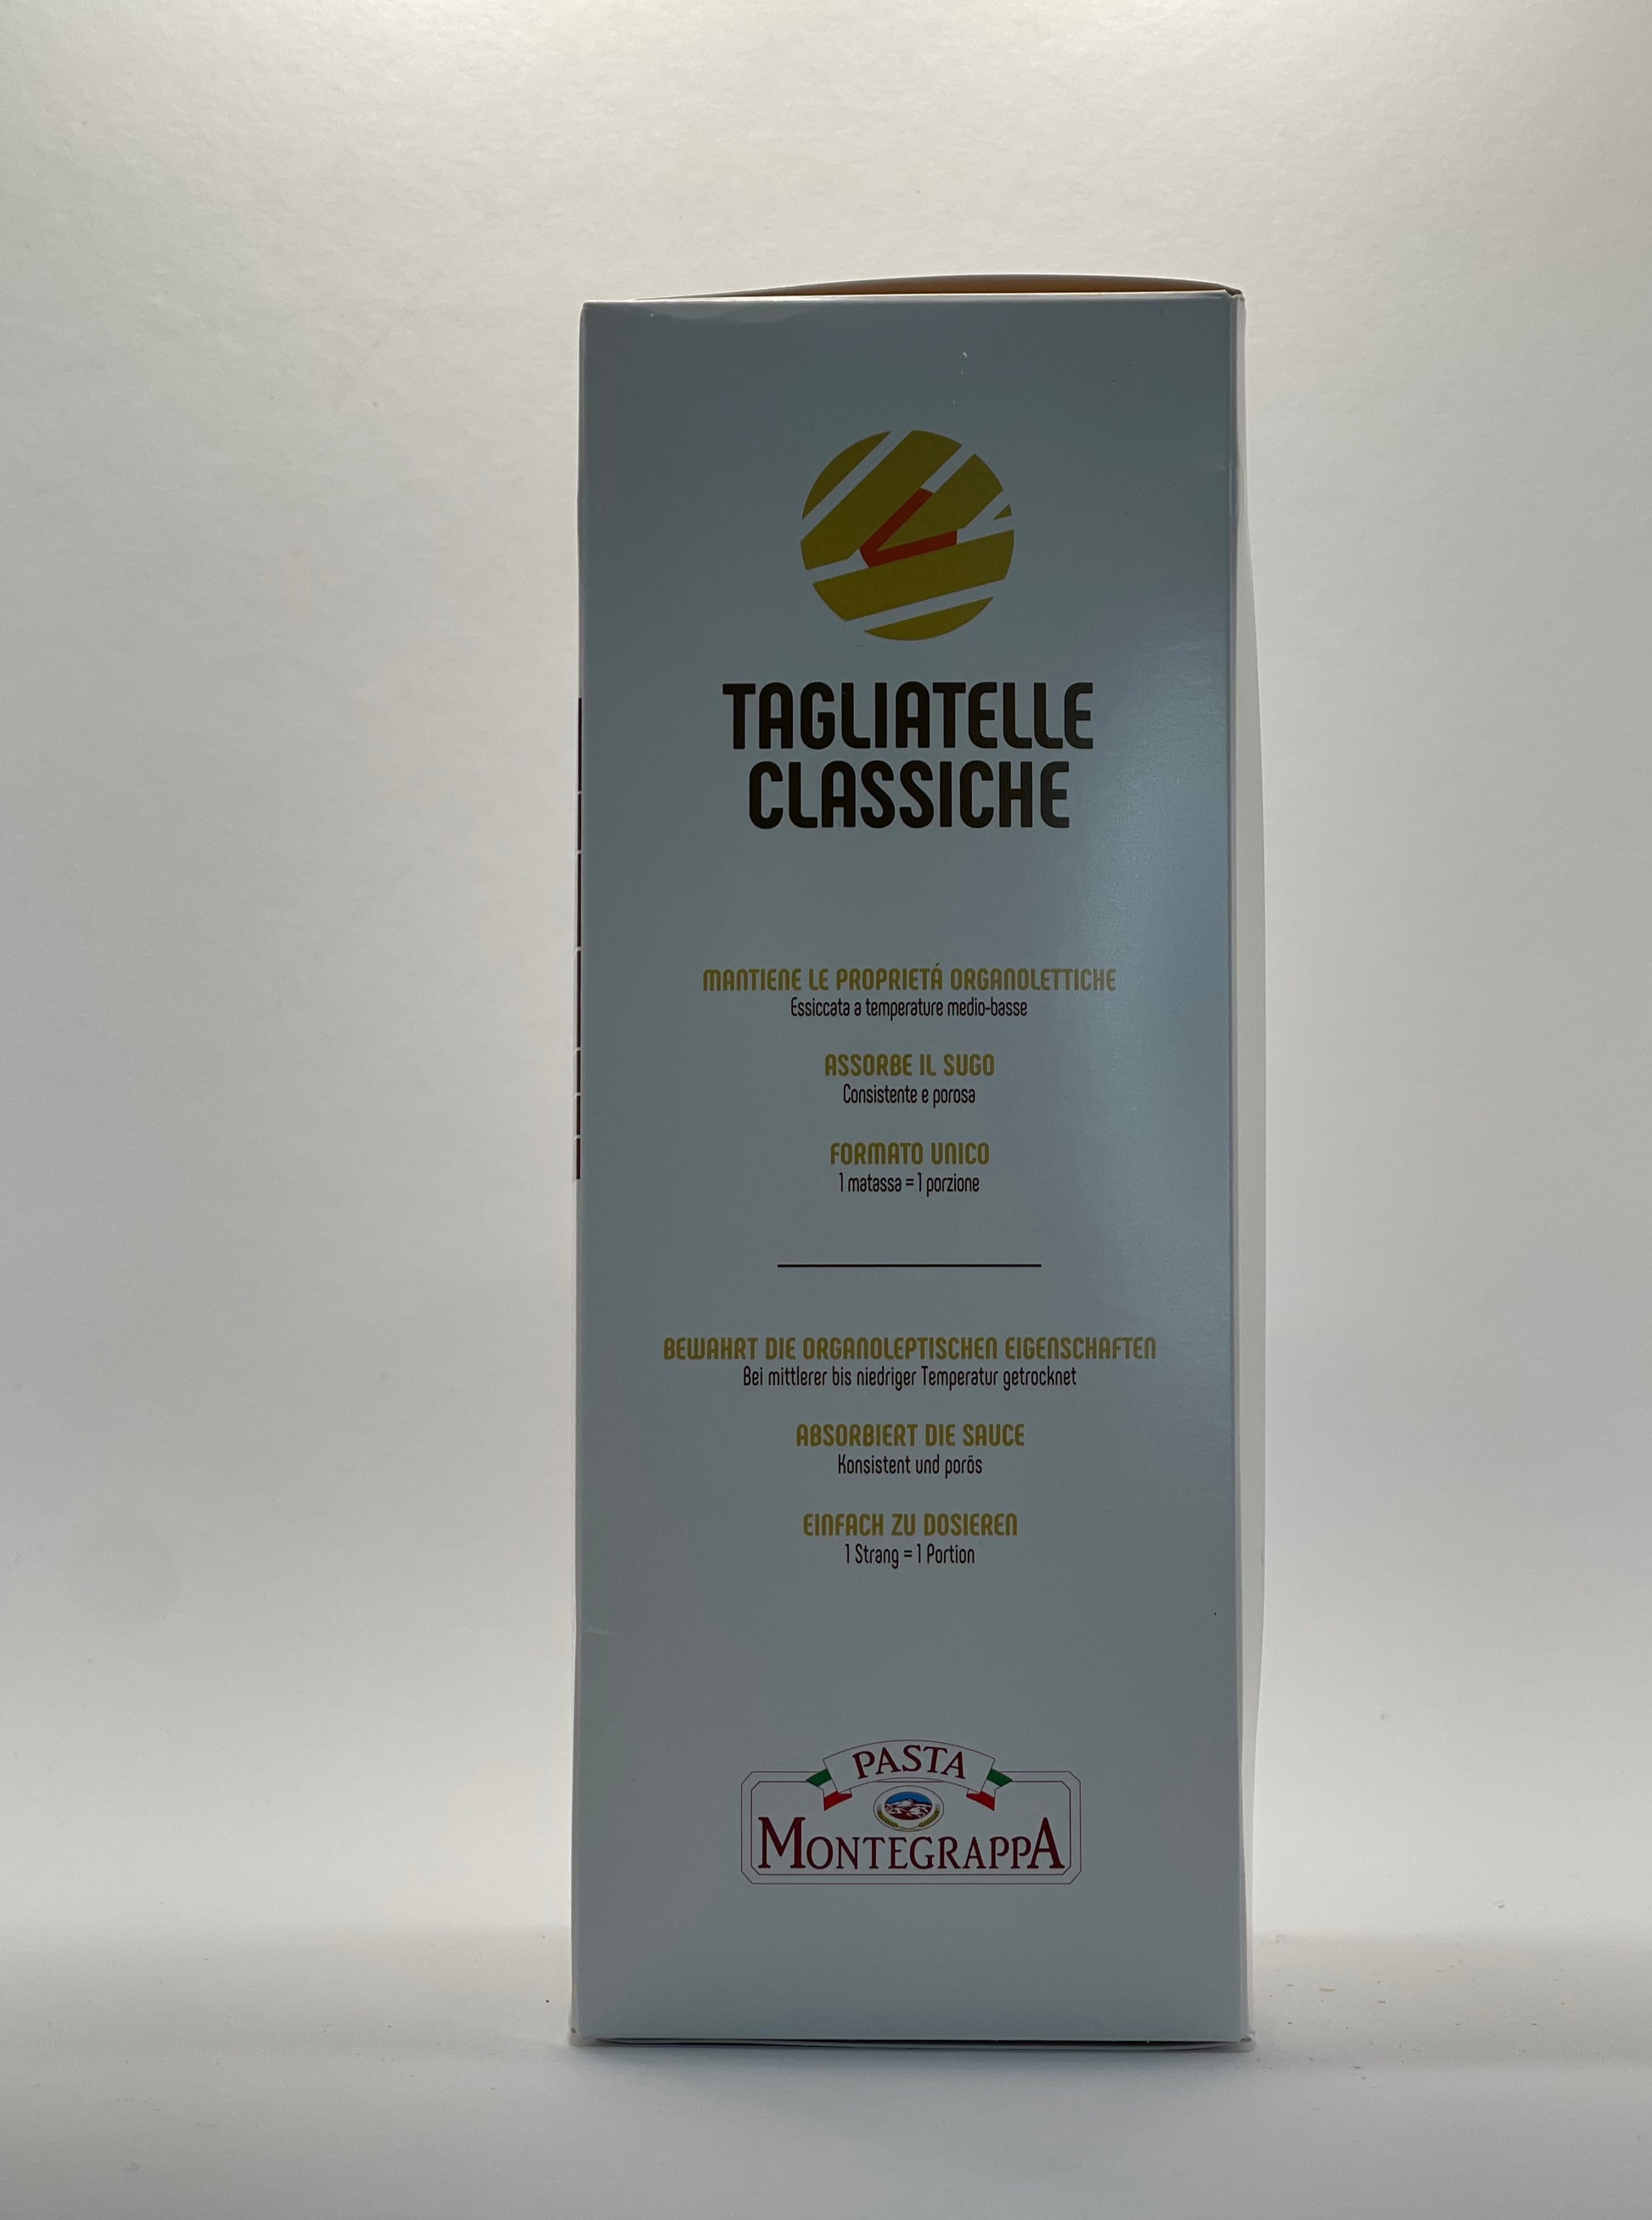 TAGLIATELLE
CLASSICHE
MANTIENE LE PROPRIETÁ ORGANOLETTICHE
Essiccata a temperature medio-basse
ASSORBE IL SUGO
Consistente e porosa
FORMATO UNICO
1 matassa = 1 porzione
BEWAHRT DIE ORGANOLEPTISCHEN EIGENSCHAFTEN
Bei mittlerer bis niedriger Temperatur getrocknet
ABSORBIERT DIE SAUCE
Konsistent und porös
EINFACH ZU DOSIEREN
1 Strang = 1 Portion
PASTA
MONTEGRAPPA